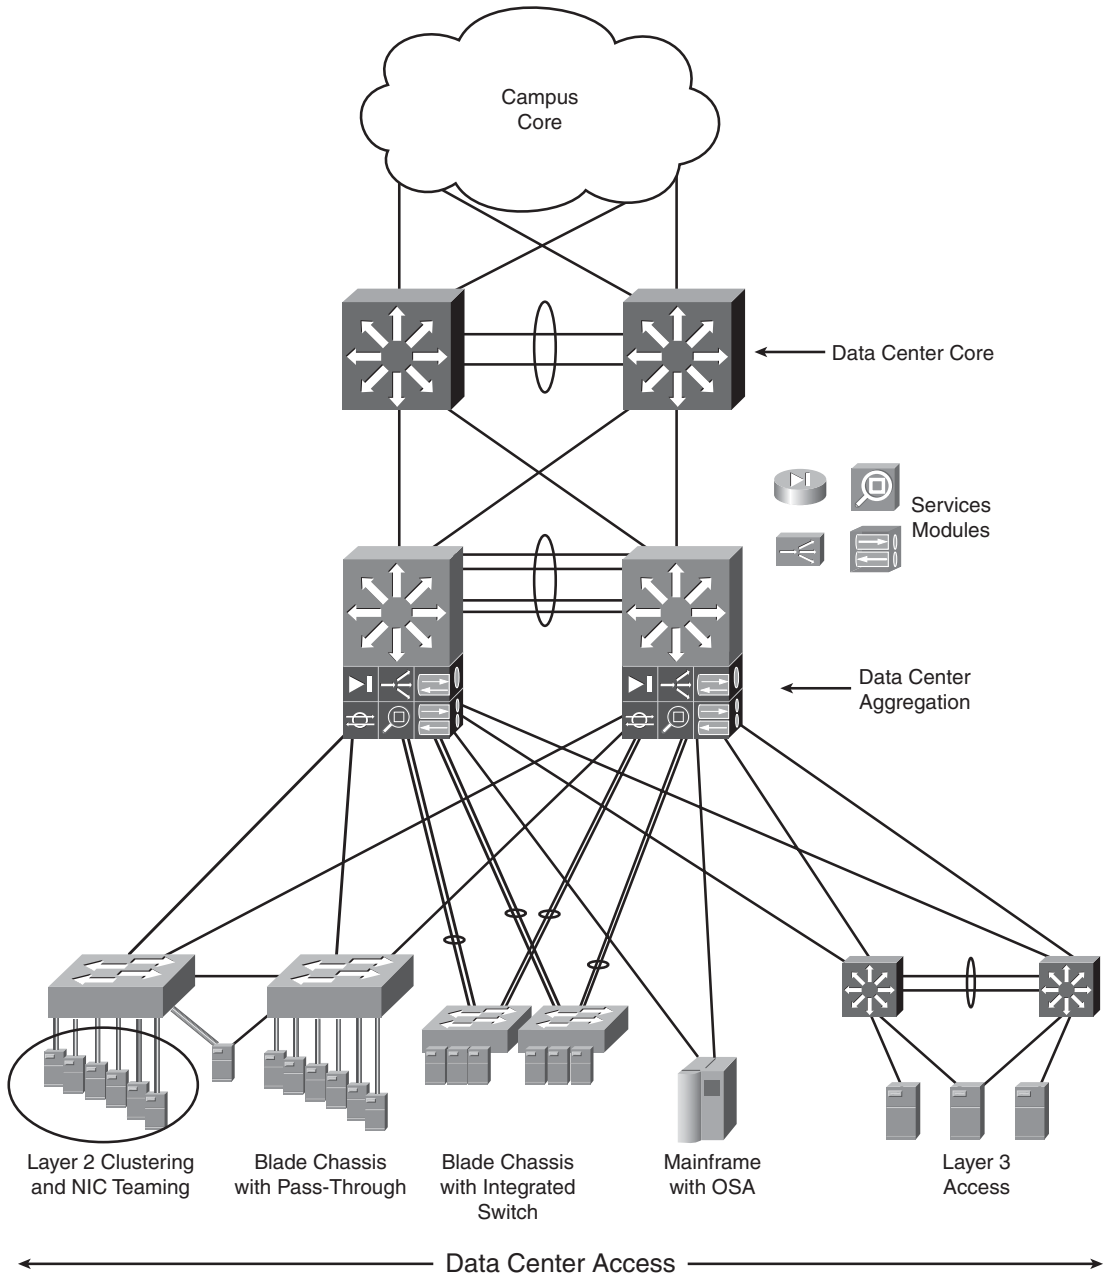 Campus
Core
Data Center Core
Services
Modules
Data Center
Aggregation
Layer 2 Clustering
and NIC Teaming
Blade Chassis
with Pass-Through
Blade Chassis
with Integrated
Switch
Mainframe
with OSA
Layer 3
Access
Data Center Access